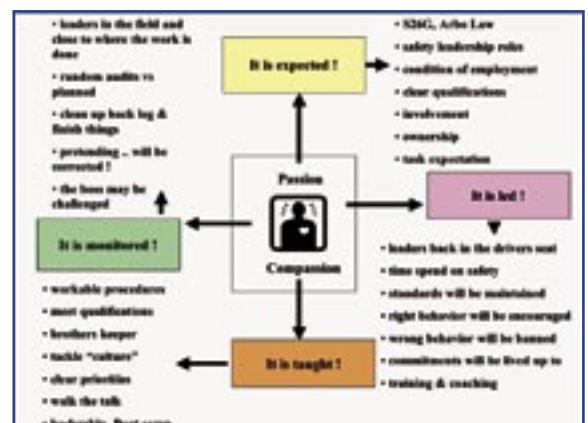 • leaders in the field and
close to where the work is
done
• random audits vs
planned
• clean up back log &
finish things
• pretending .. will be
corrected !
• the boss may be
challenged
It is expected !
• S26G, Arbo Law
• safety leadership roles
• condition of employment
• clear qualifications
• involvement
• ownership
• task expectation
Passion
Compassion
It is led !
• leaders back in the drivers seat
• time spend on safety
• standards will be maintained
• right behavior will be encouraged
• wrong behavior will be banned
• commitments will be lived up to
• training & coaching
It is monitored !
• workable procedures
• meet qualifications
• brothers keeper
• tackle "culture"
• clear priorities
• walk the talk
It is taught !